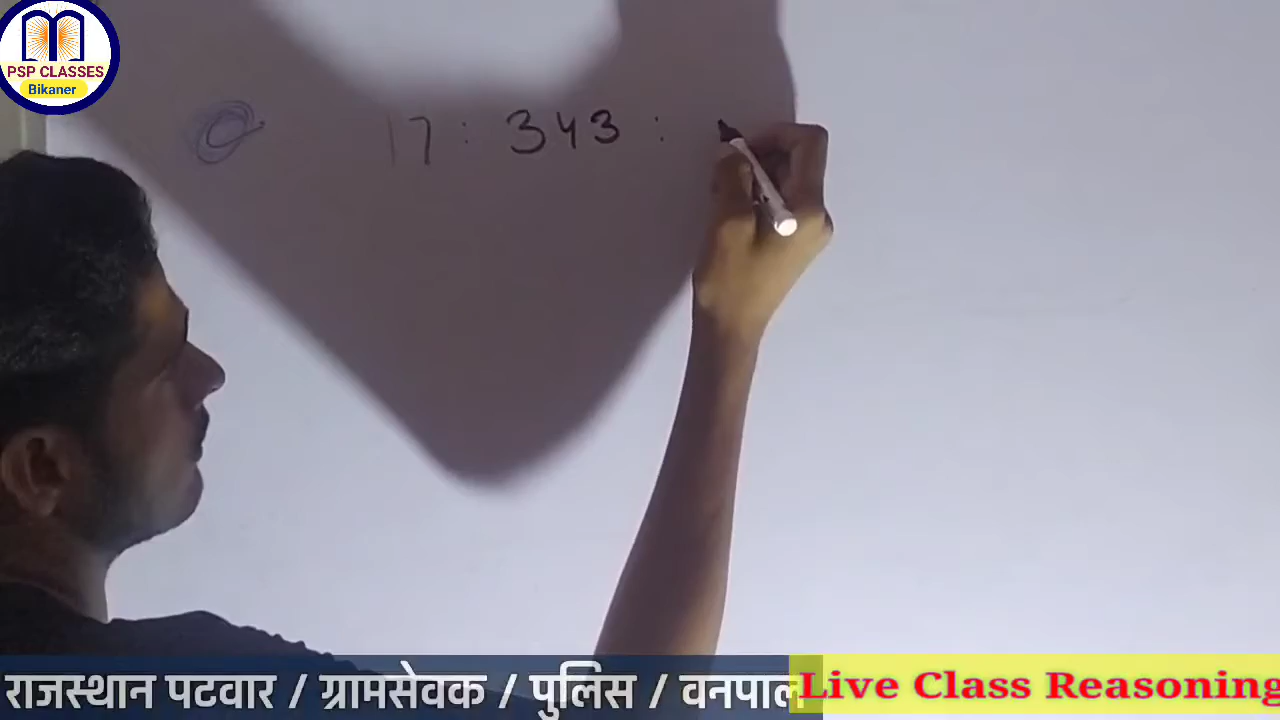 PSP CLASSES
Bikaner
17 : 343 :
राजस्थान पटवार / ग्रामसेवक / पुलिस / वनपाल
Live Class Reasoning